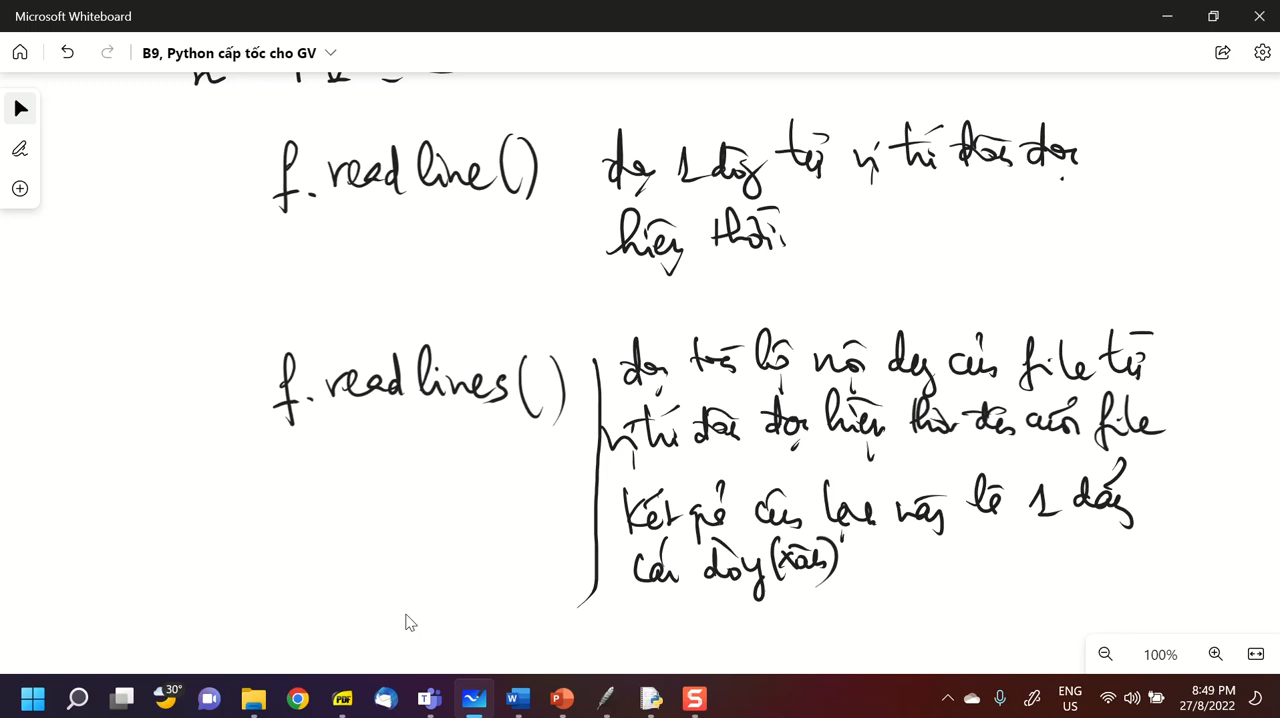 Microsoft Whiteboard
B9, Python cấp tốc cho GV
f.readline() đọc 1 dòng từ vị trí đầu đọc
hiện thời.
f.readlines() đọc toàn bộ nội dung của file từ
vị trí đầu đọc hiện thời đến cuối file
Kết quả của lệnh này là 1 dãy
các dòng (xâu)
100%
30°
ENG
US
8:49 PM
27/8/2022